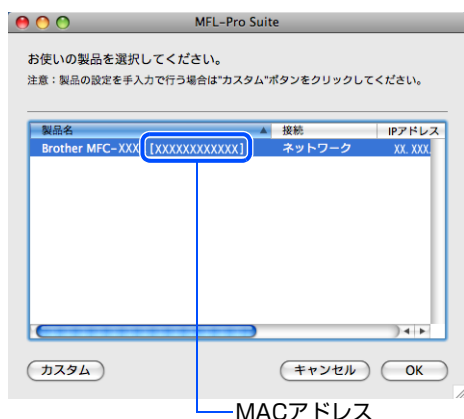 MFL-Pro Suite
お使いの製品を選択してください。
注意：製品の設定を手入力で行う場合は"カスタム"ボタンをクリックしてください。
製品名 接続 IPアドレス
Brother MFC-XXX [XXXXXXXXXXXX] ネットワーク XX. XXX.
カスタム キャンセル OK
MACアドレス